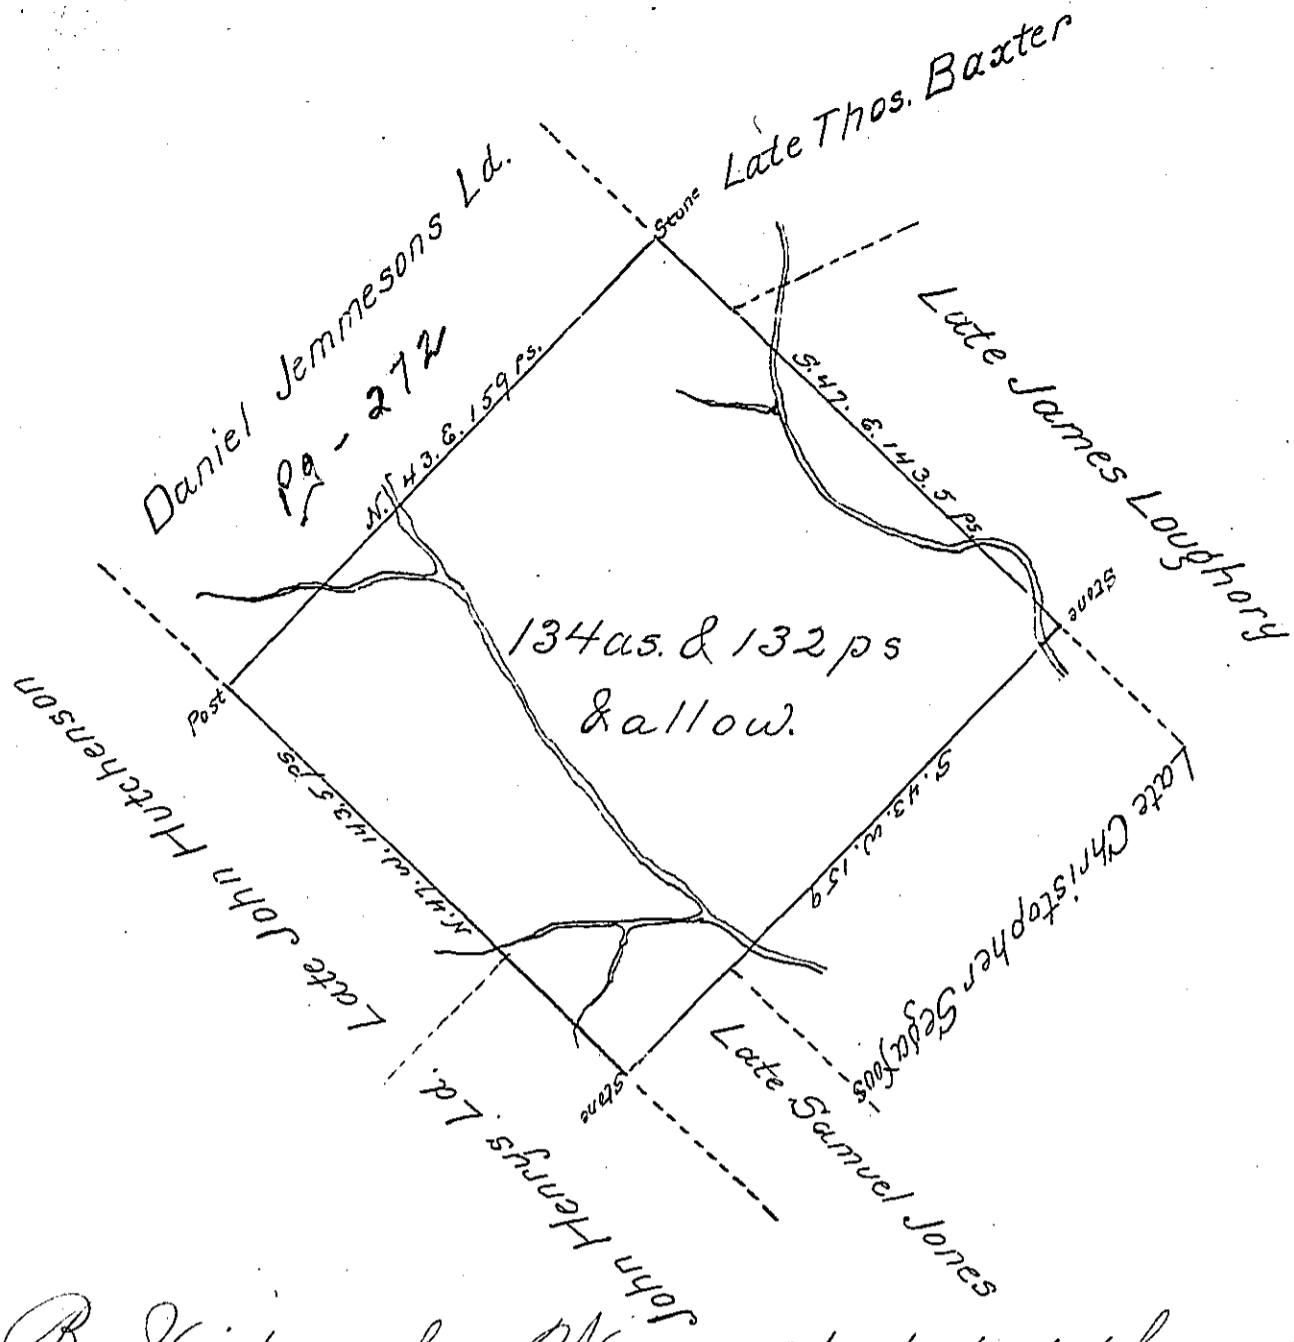 Late Thos. Baxter
Stone
Daniel Jemmesons Ld.
pg - 272
N. 43. E. 159 ps.
S. 47. E. 143.5 ps.
Late James Loughory
Stone
134 as. & 132 ps
& allow.
Post
N. 47. W. 143.5 ps
S. 43. W. 159
Late John Hutchenson
Late Christopher
Late Samuel Jones
Stone
John Henrys Ld.